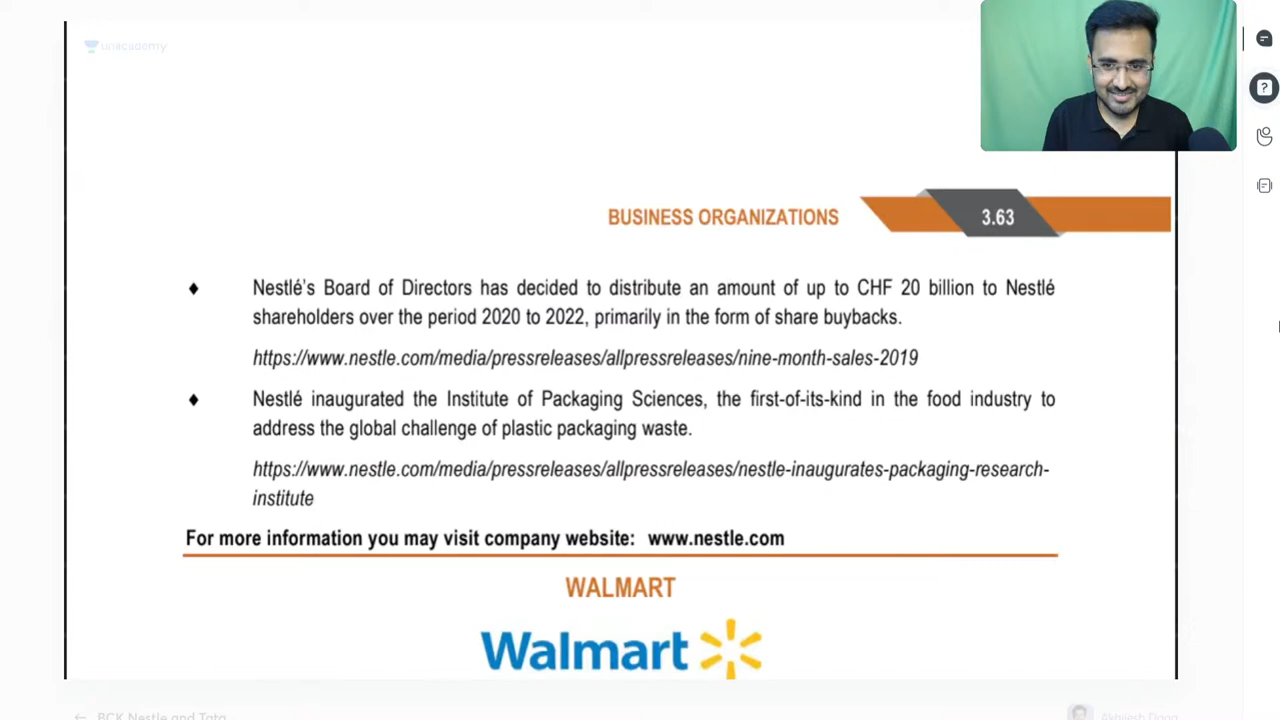 unacademy
BUSINESS ORGANIZATIONS
3.63
♦ Nestlé's Board of Directors has decided to distribute an amount of up to CHF 20 billion to Nestlé
shareholders over the period 2020 to 2022, primarily in the form of share buybacks.
https://www.nestle.com/media/pressreleases/allpressreleases/nine-month-sales-2019
♦ Nestlé inaugurated the Institute of Packaging Sciences, the first-of-its-kind in the food industry to
address the global challenge of plastic packaging waste.
https://www.nestle.com/media/pressreleases/allpressreleases/nestle-inaugurates-packaging-research-
institute
For more information you may visit company website: www.nestle.com
WALMART
Walmart
BCK Nestle and Tata